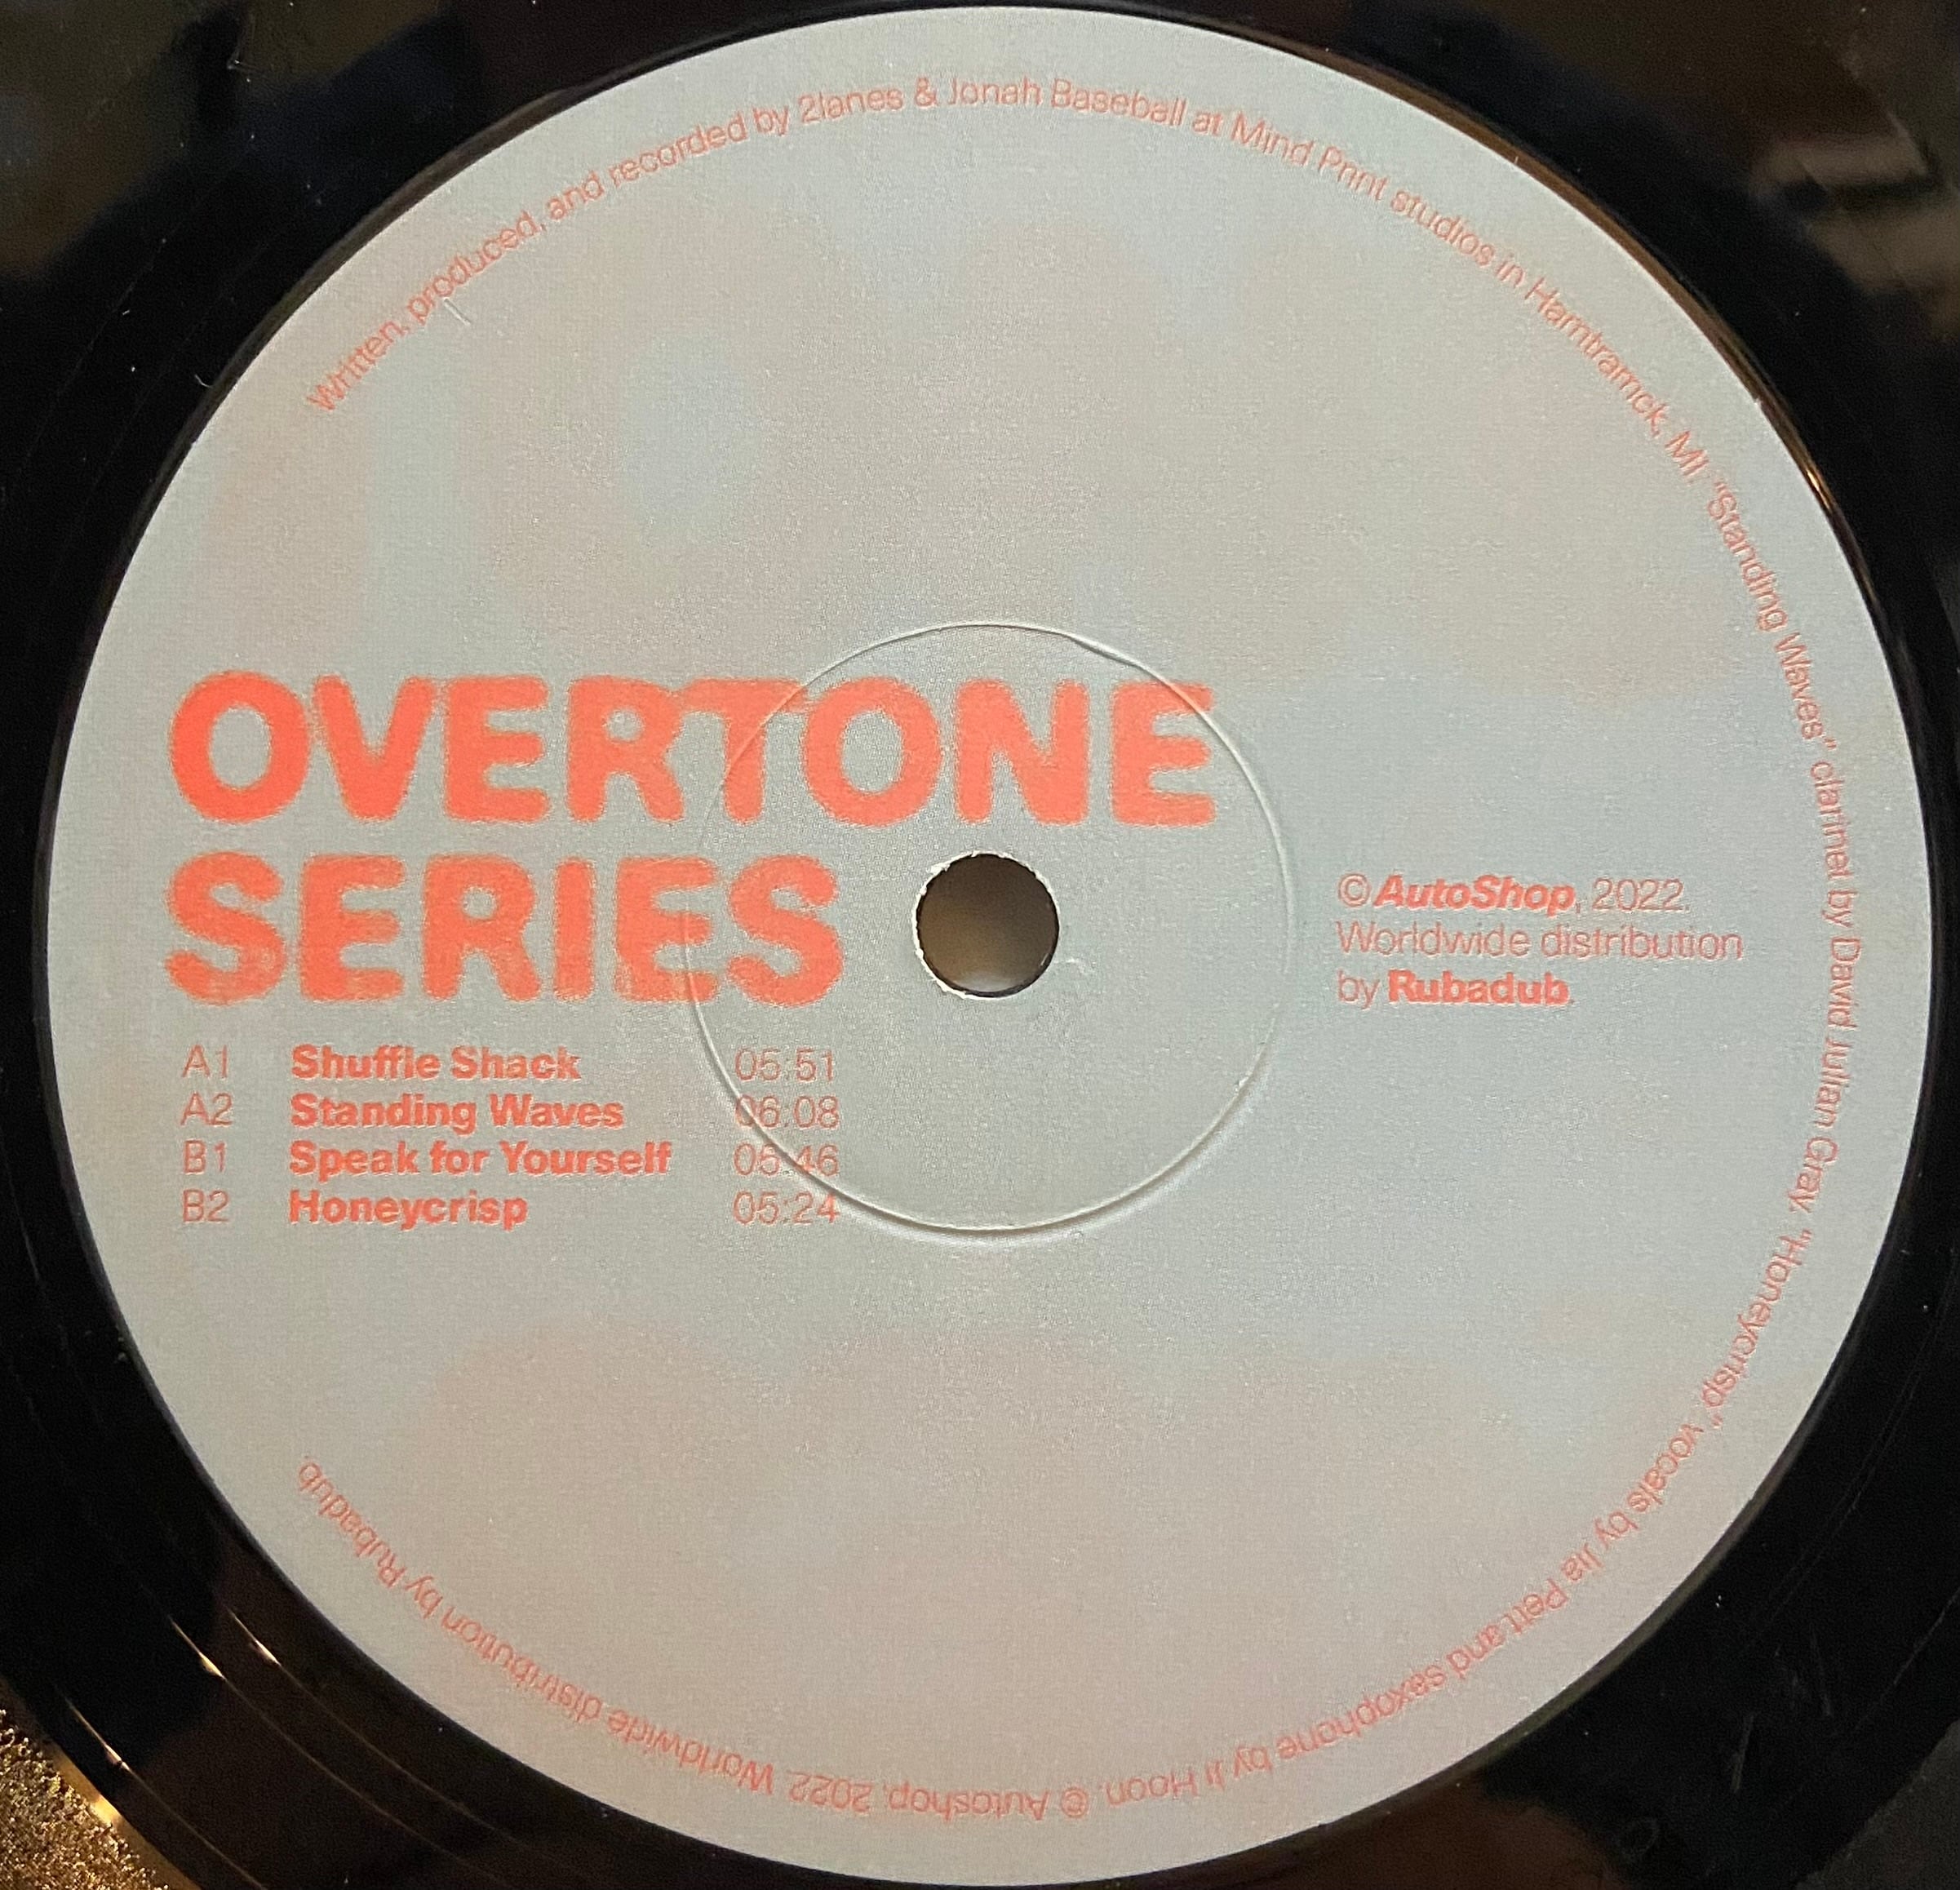 Written, produced, and recorded by 2lanes & Jonah Baseball at Mind Print studios in Hamtramck, MI. "Standing Waves" clarinet by David Julian Gray. "Honeycrisp" vocals by Jia Pett and saxophone by Ji Hoon. © Autoshop, 2022. Worldwide distribution by Rubadub.
OVERTONE
SERIES
A1 Shuffle Shack 05:51
A2 Standing Waves 06:08
B1 Speak for Yourself 05:46
B2 Honeycrisp 05:24
© AutoShop, 2022.
Worldwide distribution
by Rubadub.